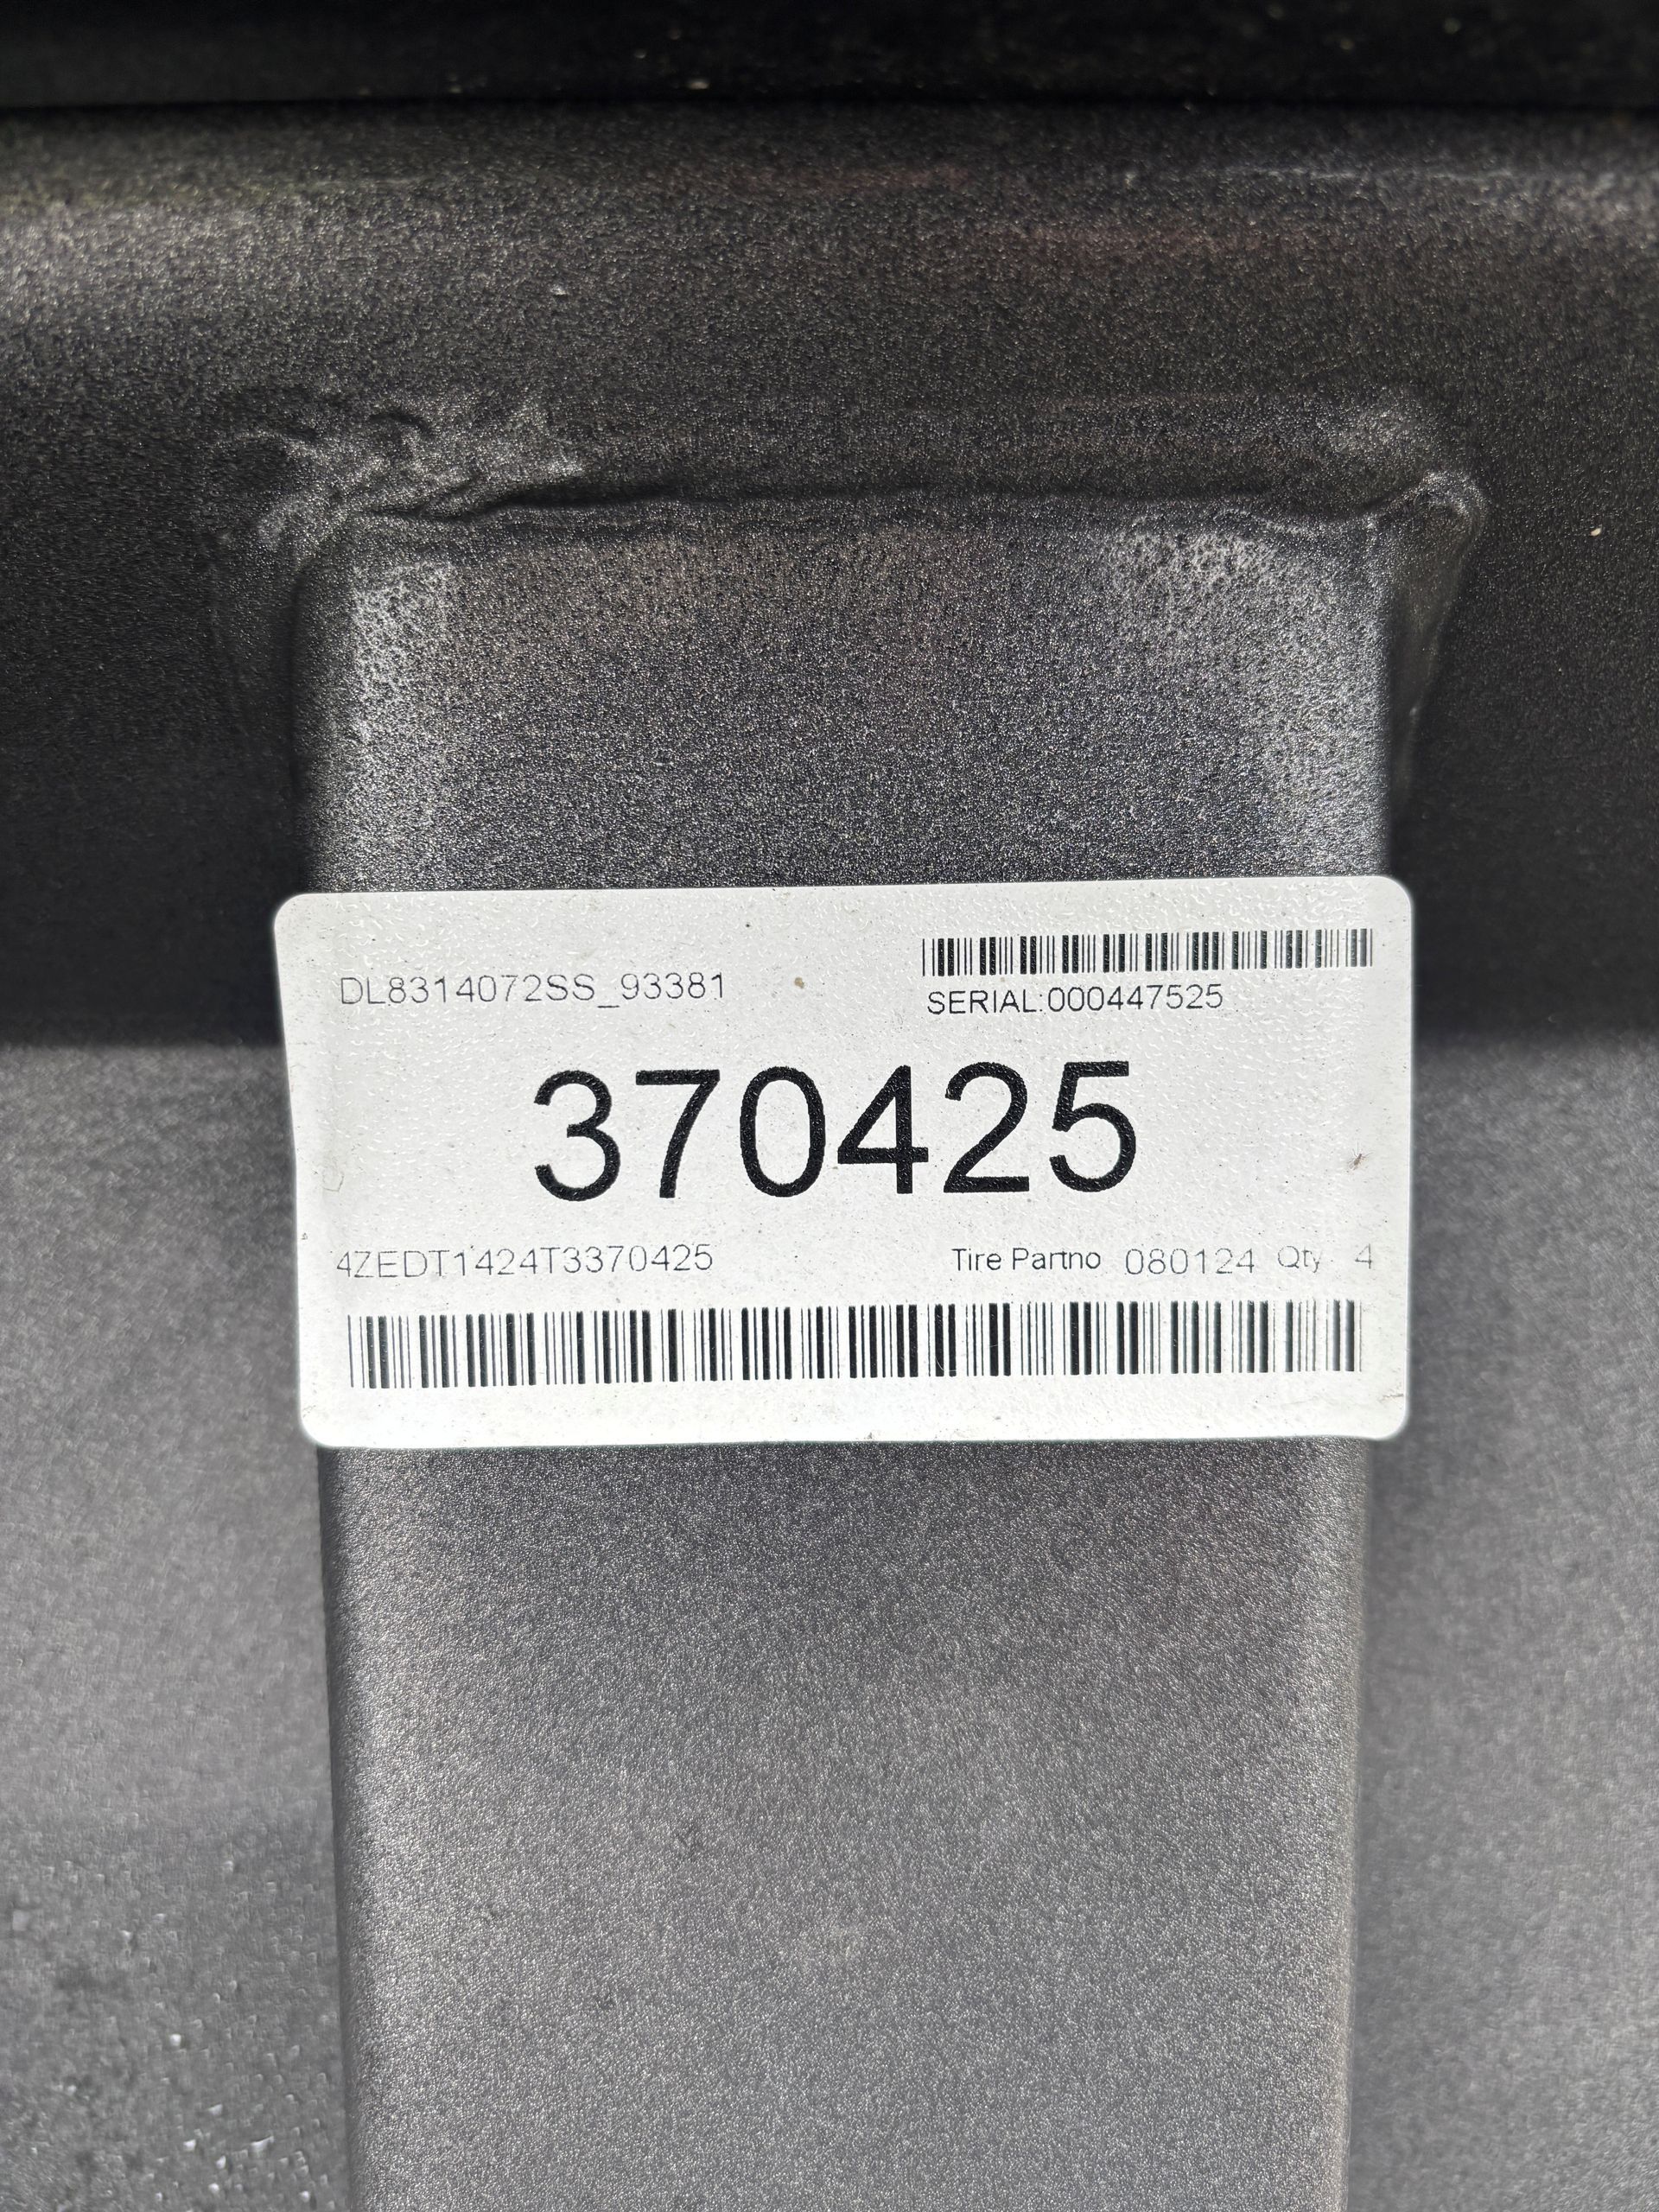 DL8314072SS_93381
SERIAL:000447525
370425
4ZEDT1424T3370425
Tire Partno 080124 Qty 4